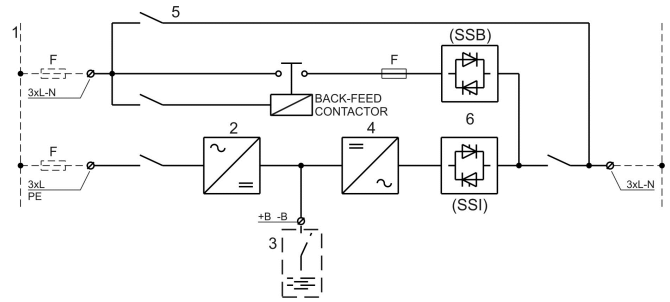 5
1
(SSB)
F
F
3xL-N
BACK-FEED
CONTACTOR
6
2
4
F
3xL
PE
(SSI)
3xL-N
+B -B
3